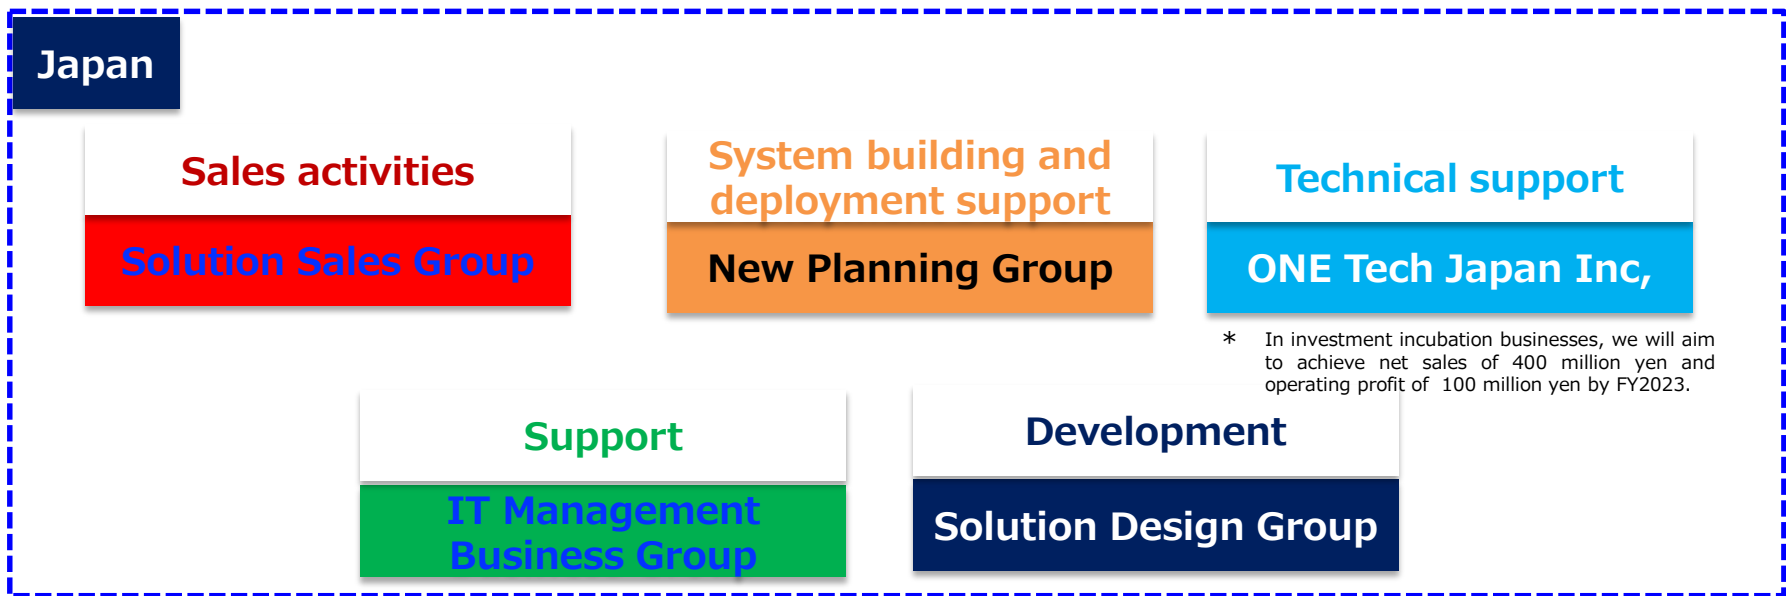 Japan
Sales activities
Solution Sales Group
System building and
deployment support
New Planning Group
Technical support
ONE Tech Japan Inc,
* In investment incubation businesses, we will aim
to achieve net sales of 400 million yen and
operating profit of 100 million yen by FY2023.
Support
IT Management
Business Group
Development
Solution Design Group